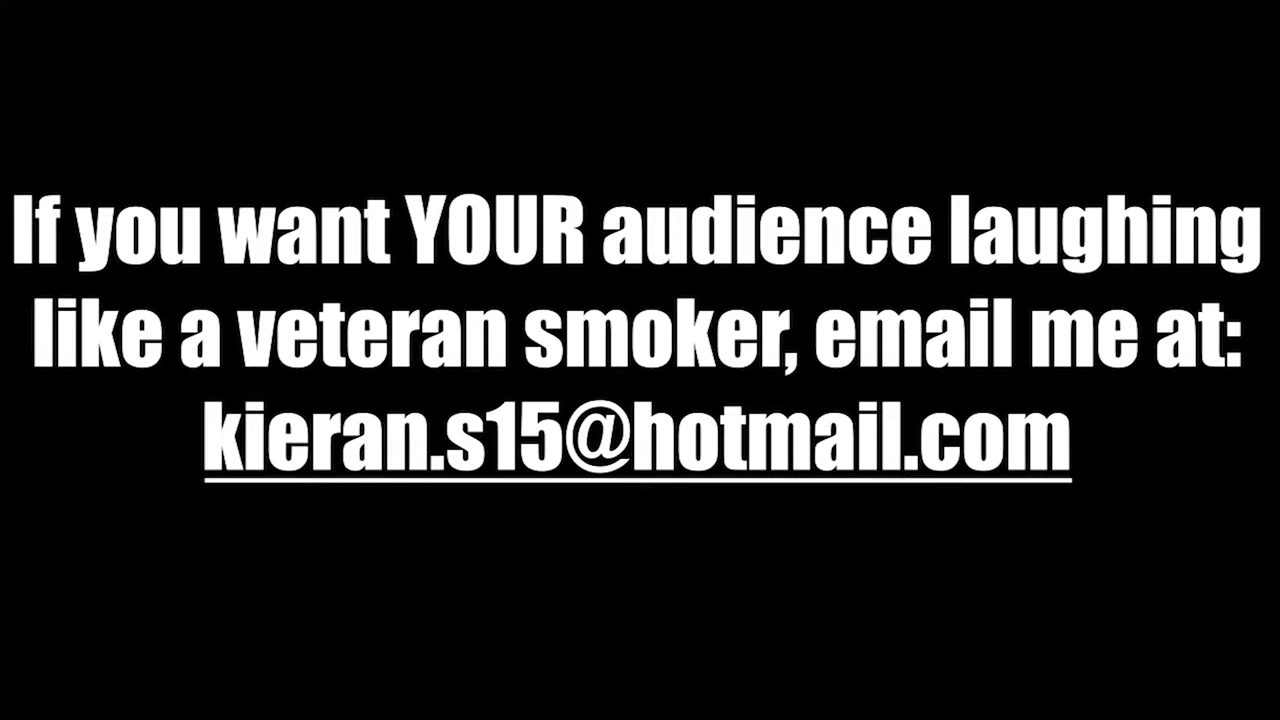 If you want YOUR audience laughing
like a veteran smoker, email me at:
kieran.s15@hotmail.com